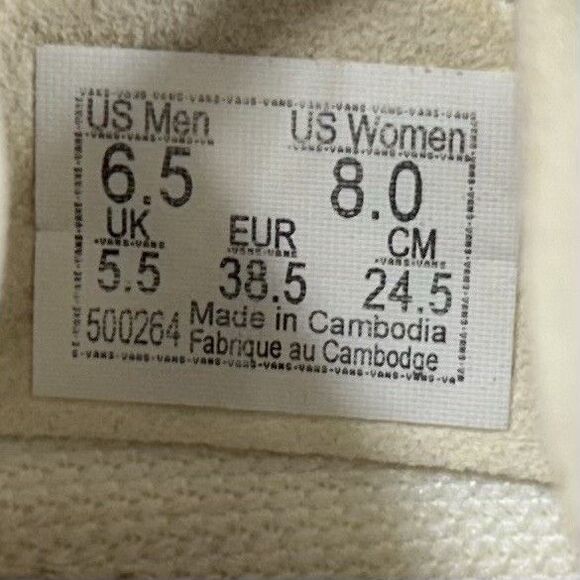 US Men US Women
6.5 8.0
UK EUR CM
5.5 38.5 24.5
500264 Made in Cambodia
Fabrique au Cambodge